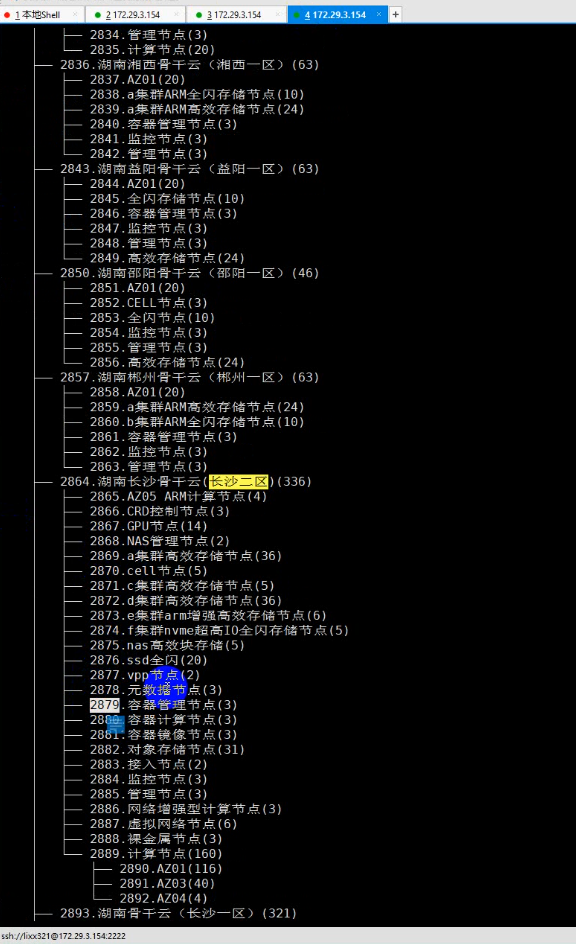 1 本地Shell × 2 172.29.3.154 × 3 172.29.3.154 × 4 172.29.3.154 × +
2834.管理节点(3)
2835.计算节点(20)
2836.湖南湘西骨干云（湘西一区）(63)
2837.AZ01(20)
2838.a集群ARM全闪存储节点(10)
2839.a集群ARM高效存储节点(24)
2840.容器管理节点(3)
2841.监控节点(3)
2842.管理节点(3)
2843.湖南益阳骨干云（益阳一区）(63)
2844.AZ01(20)
2845.全闪存储节点(10)
2846.容器管理节点(3)
2847.监控节点(3)
2848.管理节点(3)
2849.高效存储节点(24)
2850.湖南邵阳骨干云（邵阳一区）(46)
2851.AZ01(20)
2852.CELL节点(3)
2853.全闪节点(10)
2854.监控节点(3)
2855.管理节点(3)
2856.高效存储节点(24)
2857.湖南郴州骨干云（郴州一区）(63)
2858.AZ01(20)
2859.a集群ARM高效存储节点(24)
2860.b集群ARM全闪存储节点(10)
2861.容器管理节点(3)
2862.监控节点(3)
2863.管理节点(3)
2864.湖南长沙骨干云(长沙二区)(336)
2865.AZ05 ARM计算节点(4)
2866.CRD控制节点(3)
2867.GPU节点(14)
2868.NAS管理节点(2)
2869.a集群高效存储节点(36)
2870.cell节点(5)
2871.c集群高效存储节点(5)
2872.d集群高效存储节点(36)
2873.e集群arm增强高效存储节点(6)
2874.f集群nvme超高IO全闪存储节点(5)
2875.nas高效块存储(5)
2876.ssd全闪(20)
2877.vpp节点(2)
2878.元数据节点(3)
2879.容器管理节点(3)
2880.容器计算节点(3)
2881.容器镜像节点(3)
2882.对象存储节点(31)
2883.接入节点(2)
2884.监控节点(3)
2885.管理节点(3)
2886.网络增强型计算节点(3)
2887.虚拟网络节点(6)
2888.裸金属节点(3)
2889.计算节点(160)
2890.AZ01(116)
2891.AZ03(40)
2892.AZ04(4)
2893.湖南骨干云（长沙一区）(321)
ssh://lixx321@172.29.3.154:2222